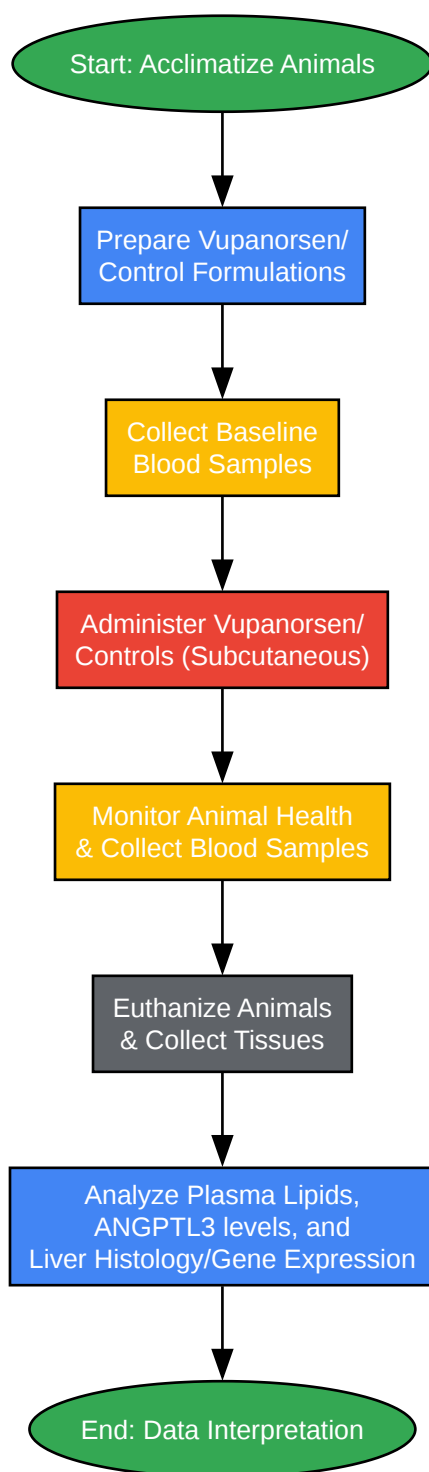 Start: Acclimatize Animals
Prepare Vupanorsen/
Control Formulations
Collect Baseline
Blood Samples
Administer Vupanorsen/
Controls (Subcutaneous)
Monitor Animal Health
& Collect Blood Samples
Euthanize Animals
& Collect Tissues
Analyze Plasma Lipids,
ANGPTL3 levels, and
Liver Histology/Gene Expression
End: Data Interpretation